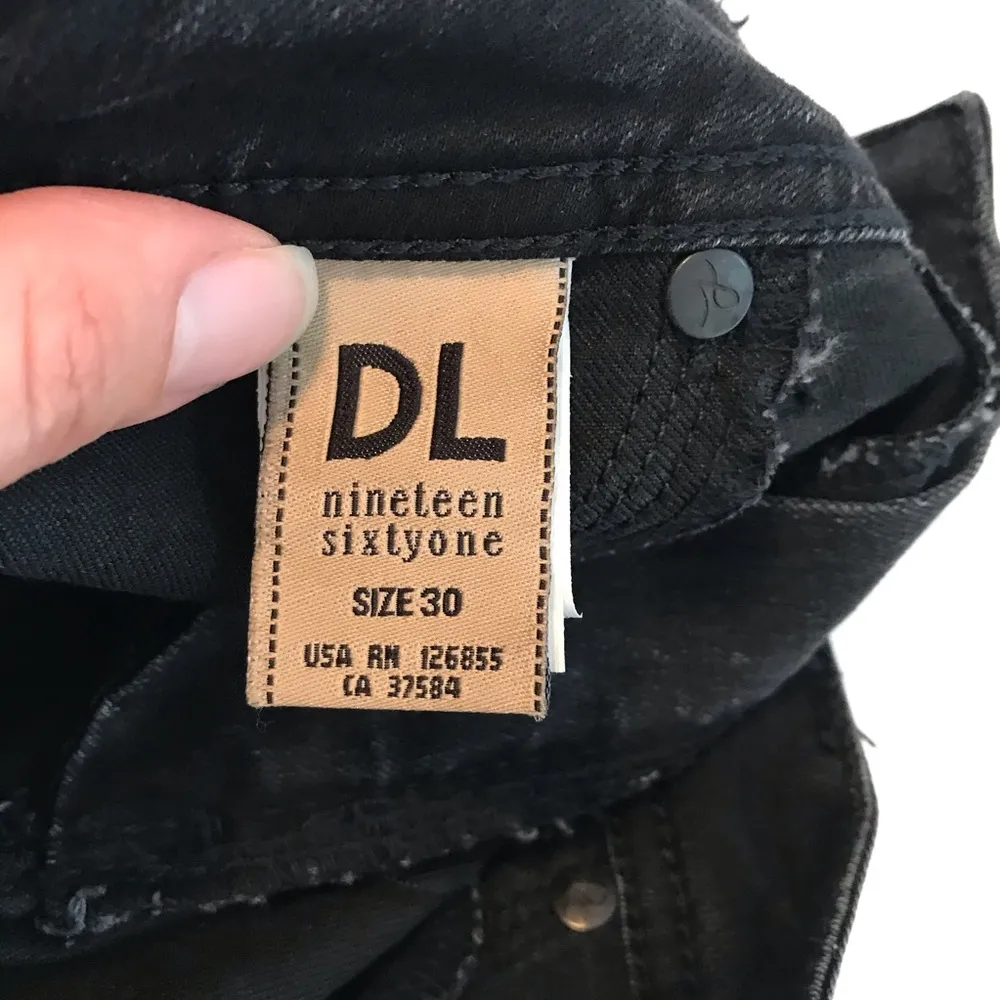 DL
nineteen
sixtyone
SIZE 30
USA RN 126855
CA 37584